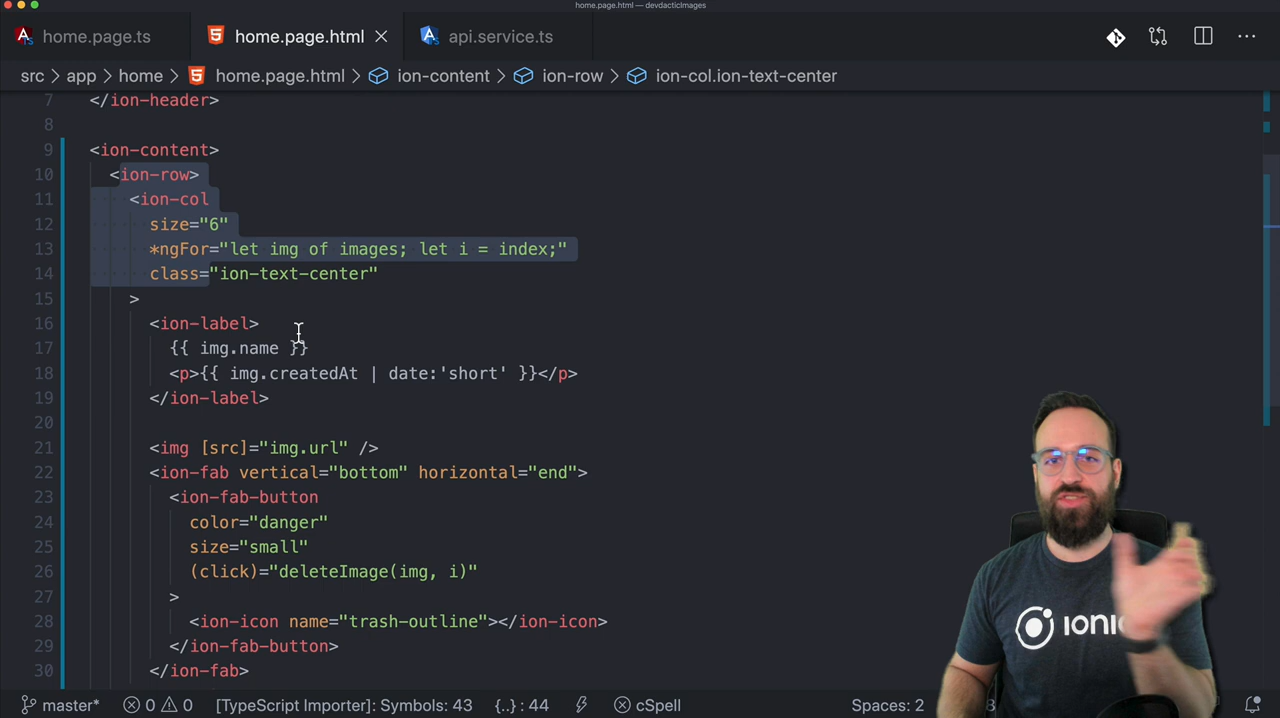 home.page.html — devdacticImages
home.page.ts
home.page.html
api.service.ts
src > app > home > home.page.html > ion-content > ion-row > ion-col.ion-text-center
7 </ion-header>
8
9 <ion-content>
10 <ion-row>
11 <ion-col
12 size="6"
13 *ngFor="let img of images; let i = index;"
14 class="ion-text-center"
15 >
16 <ion-label>
17 {{ img.name }}
18 <p>{{ img.createdAt | date:'short' }}</p>
19 </ion-label>
20
21 <img [src]="img.url" />
22 <ion-fab vertical="bottom" horizontal="end">
23 <ion-fab-button
24 color="danger"
25 size="small"
26 (click)="deleteImage(img, i)"
27 >
28 <ion-icon name="trash-outline"></ion-icon>
29 </ion-fab-button>
30 </ion-fab>
ionic
master* 0 0 [TypeScript Importer]: Symbols: 43 {..} : 44 cSpell Spaces: 2